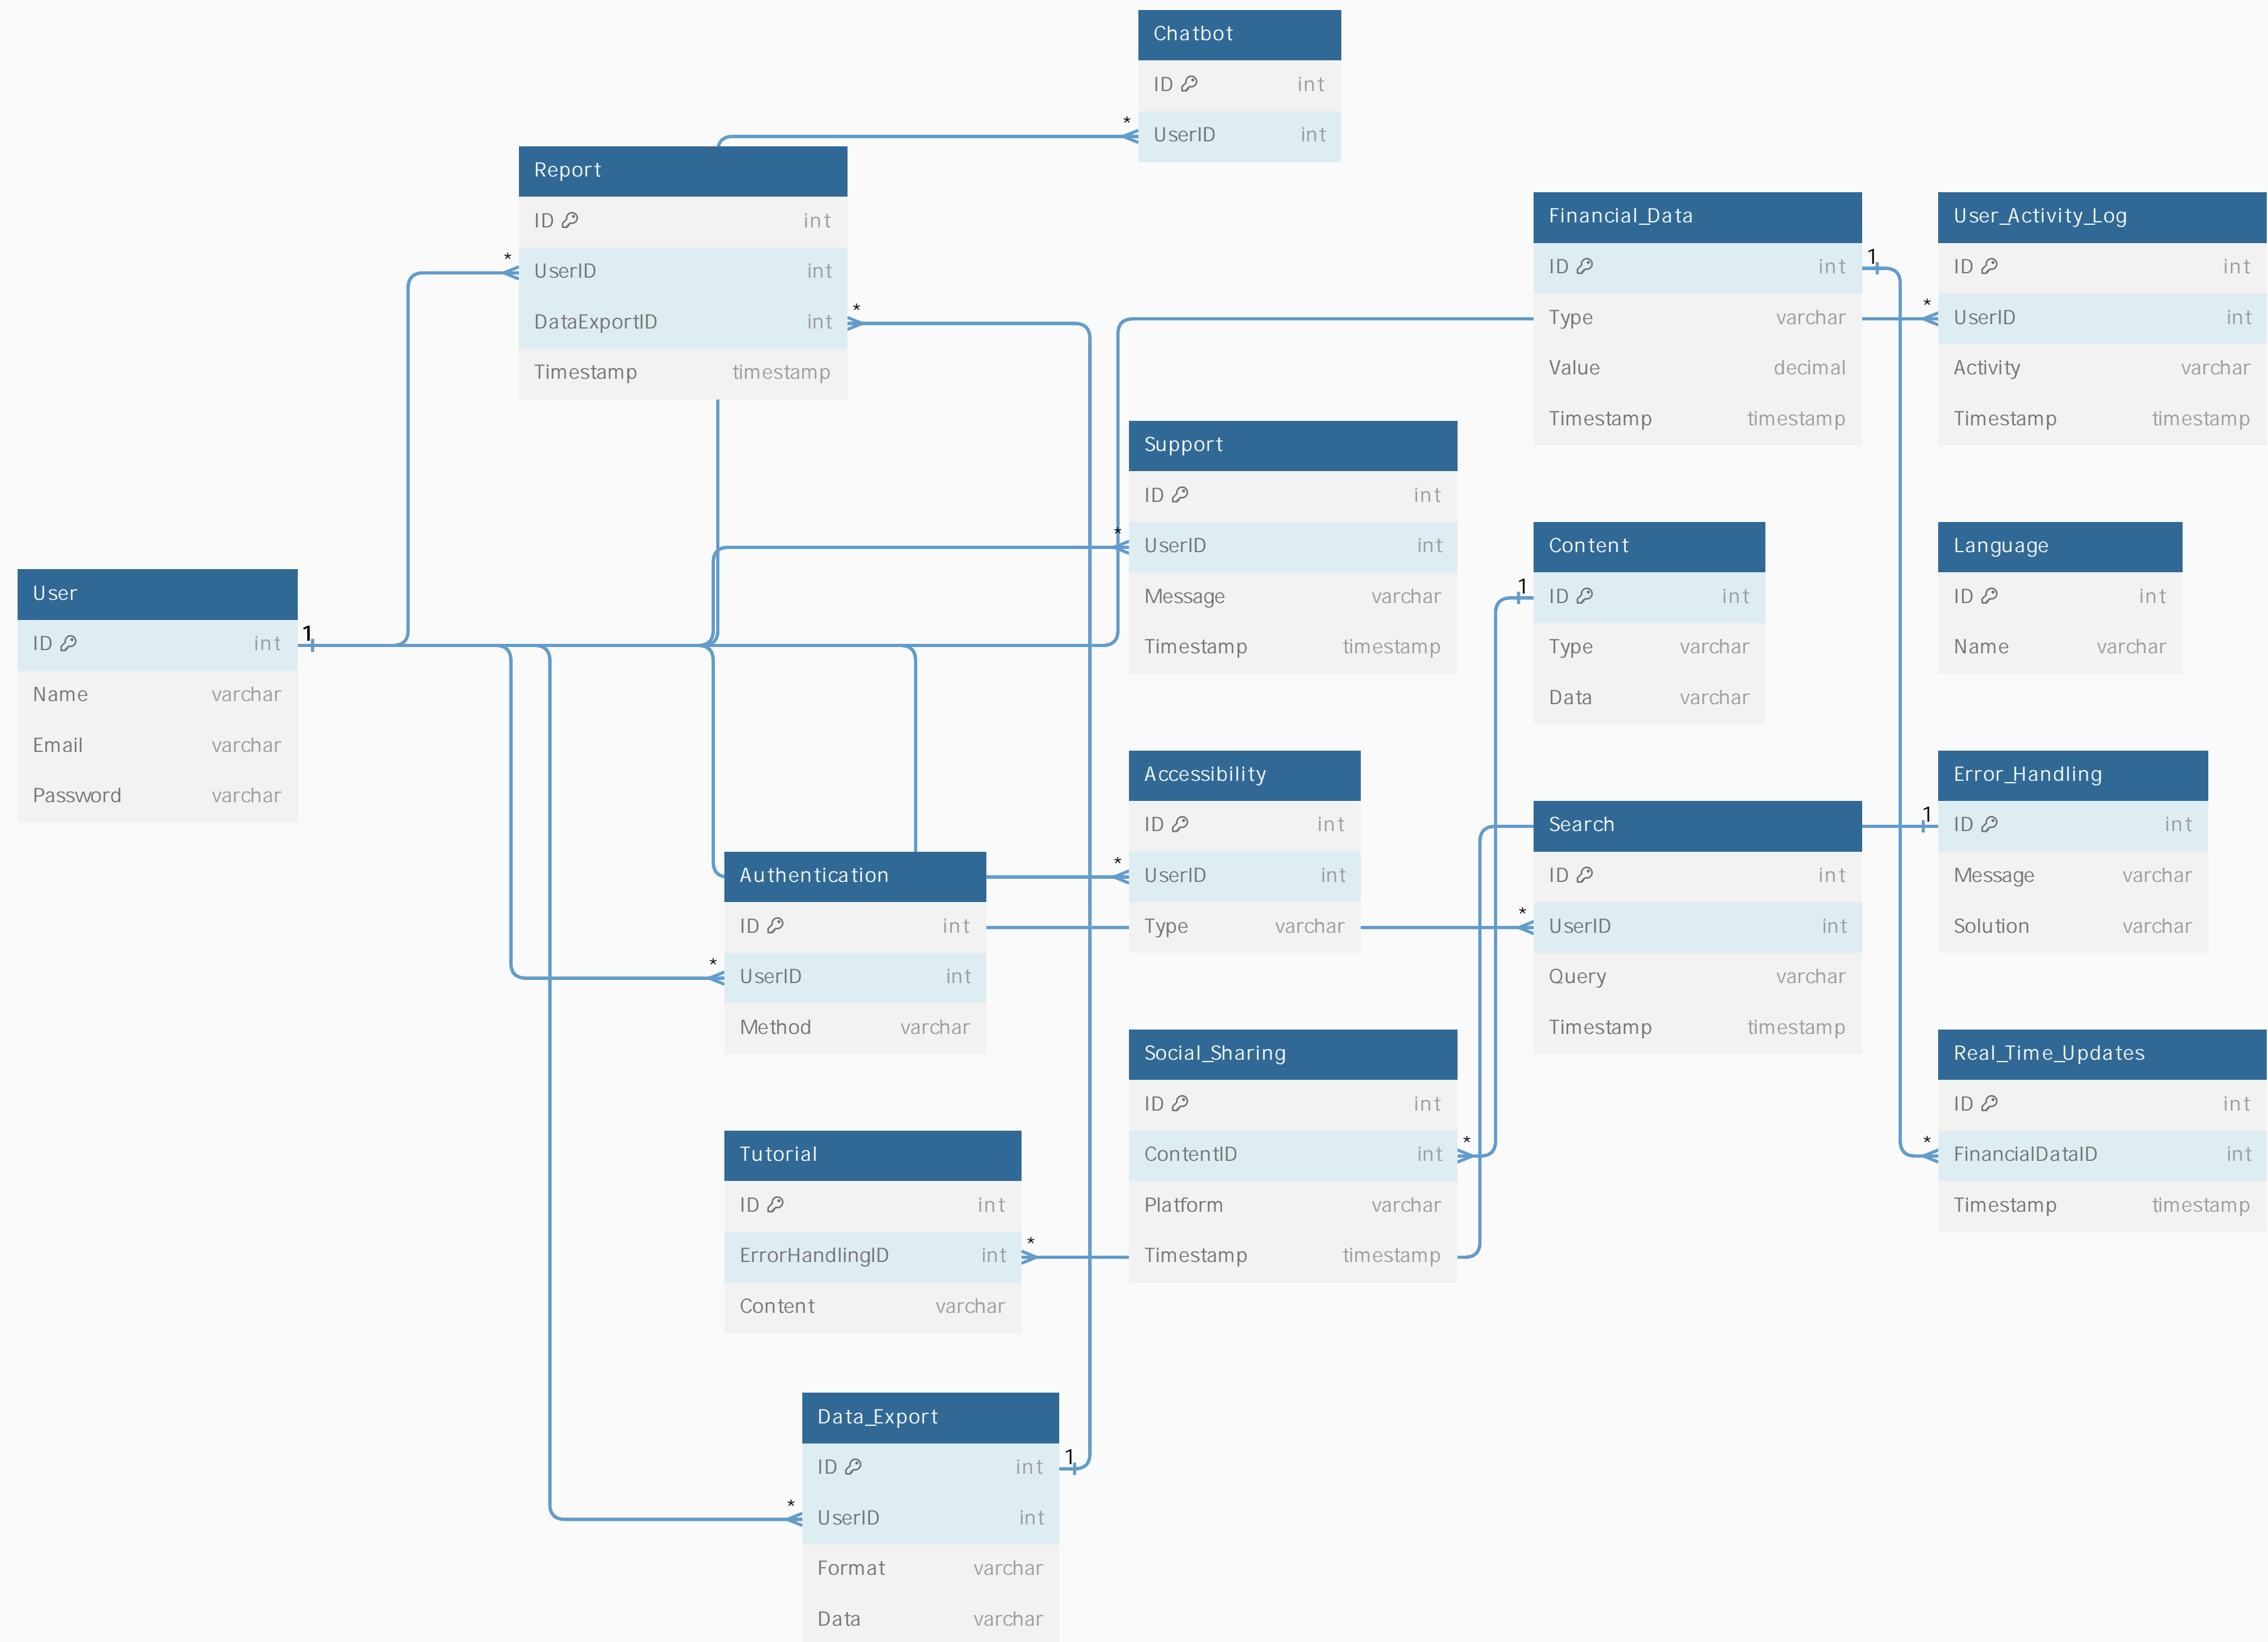 Chatbot
ID int
* UserID int
Report
ID int
* UserID int
DataExportID int *
Timestamp timestamp
Financial_Data
ID int 1
Type varchar
Value decimal
Timestamp timestamp
User_Activity_Log
ID int
* UserID int
Activity varchar
Timestamp timestamp
Support
ID int
* UserID int
Message varchar
Timestamp timestamp
Content
1 ID int
Type varchar
Data varchar
Language
ID int
Name varchar
User
ID int 1
Name varchar
Email varchar
Password varchar
Accessibility
ID int
* UserID int
Type varchar
Error_Handling
1 ID int
Message varchar
Solution varchar
Search
ID int
* UserID int
Query varchar
Timestamp timestamp
Authentication
ID int
* UserID int
Method varchar
Social_Sharing
ID int
ContentID int *
Platform varchar
Timestamp timestamp
Real_Time_Updates
ID int
* FinancialDataID int
Timestamp timestamp
Tutorial
ID int
ErrorHandlingID int *
Content varchar
Data_Export
ID int 1
* UserID int
Format varchar
Data varchar